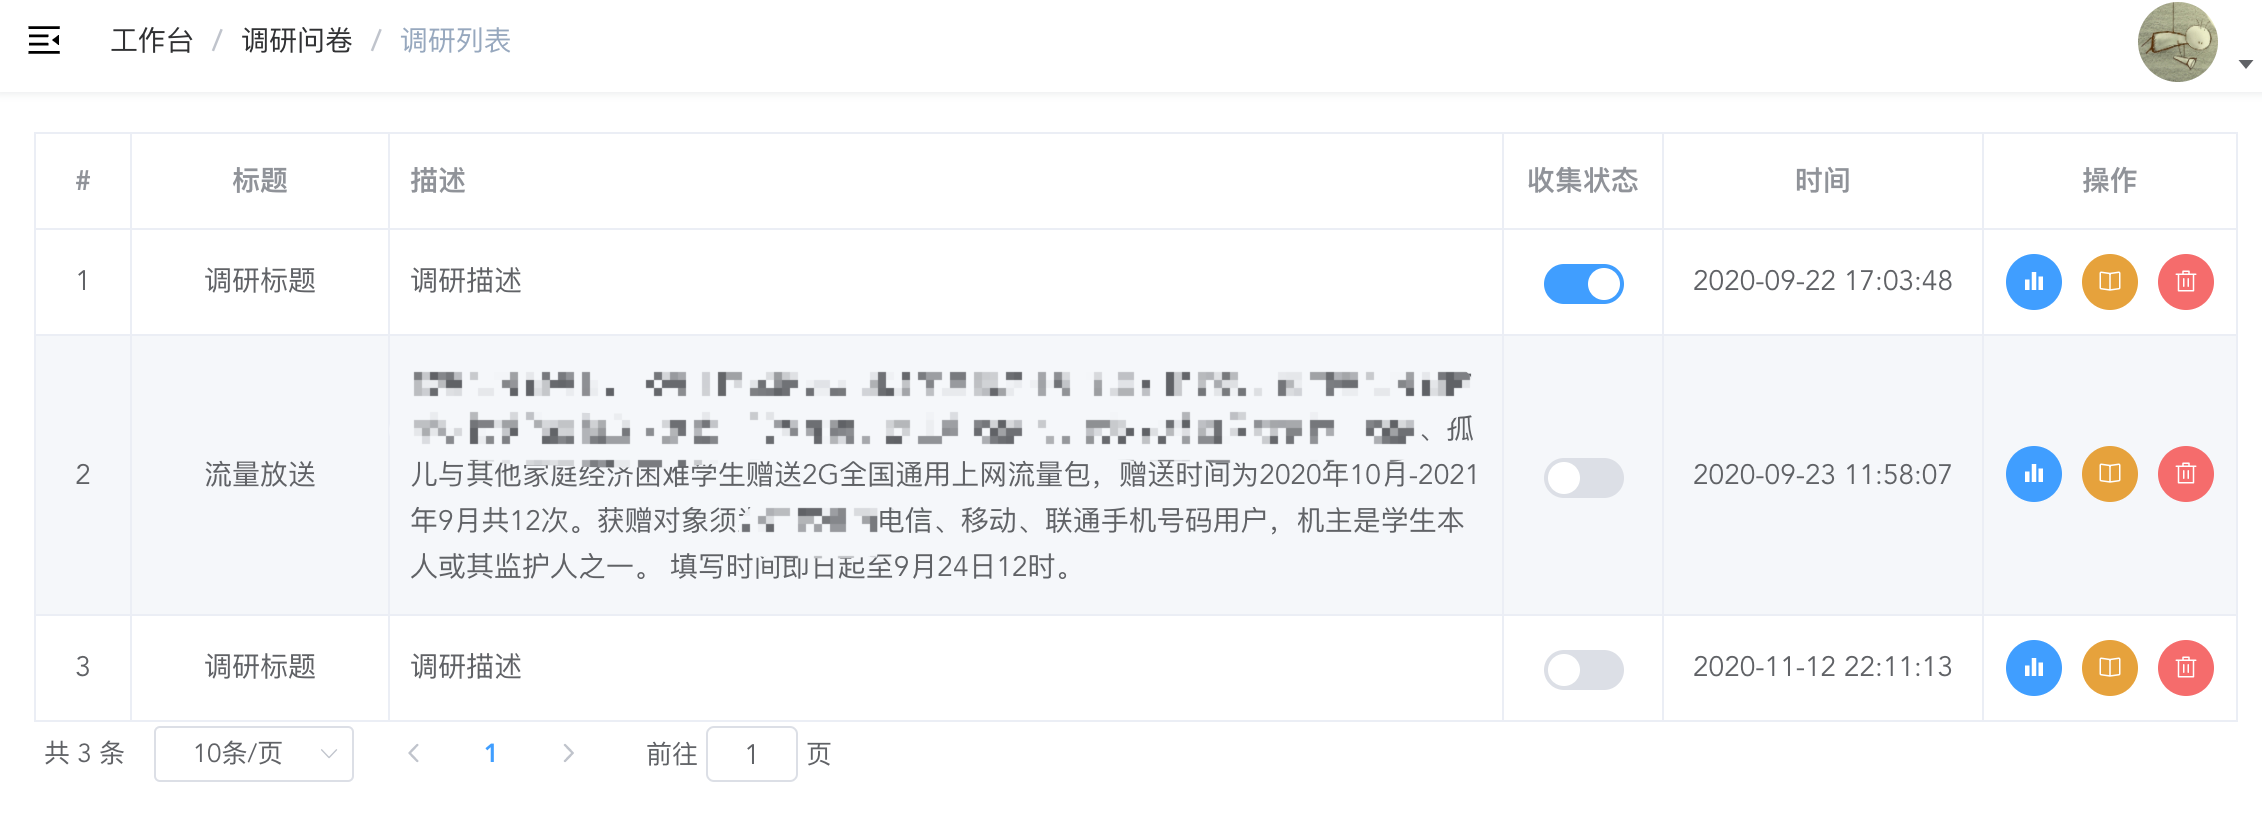 工作台 / 调研问卷 / 调研列表
# 标题 描述 收集状态 时间 操作
1 调研标题 调研描述 2020-09-22 17:03:48
、孤
儿与其他家庭经济困难学生赠送2G全国通用上网流量包，赠送时间为2020年10月-2021
2 流量放送 2020-09-23 11:58:07
年9月共12次。获赠对象须 电信、移动、联通手机号码用户，机主是学生本
人或其监护人之一。 填写时间即日起至9月24日12时。
3 调研标题 调研描述 2020-11-12 22:11:13
共 3 条 10条/页 1 前往 1 页